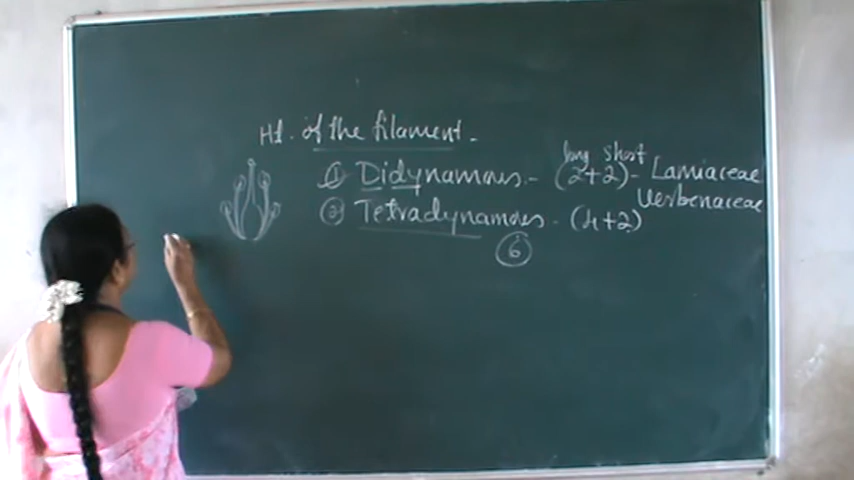 Ht. of the filament -
long short
① Didynamous - (2+2) - Lamiaceae
Verbenaceae
② Tetradynamous - (4+2)
⑥